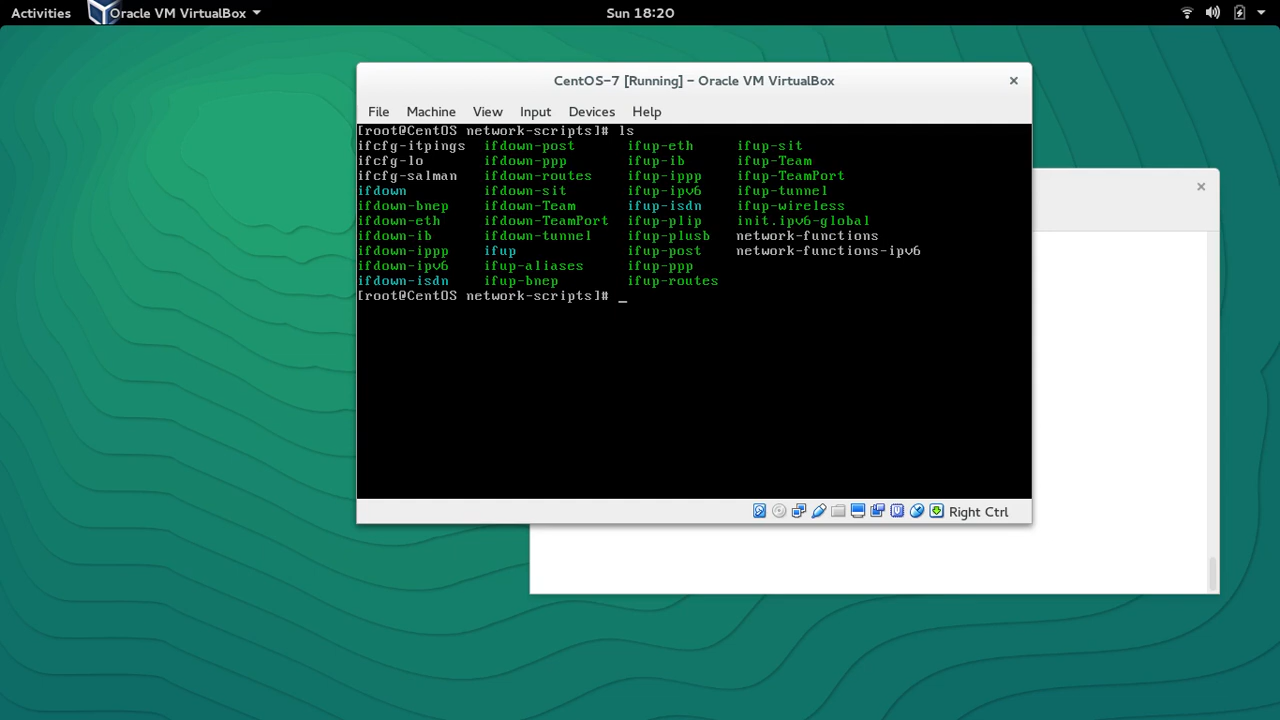 Activities Oracle VM VirtualBox Sun 18:20
CentOS-7 [Running] - Oracle VM VirtualBox
File Machine View Input Devices Help
[root@CentOS network-scripts]# ls
ifcfg-itpings ifdown-post ifup-eth ifup-sit
ifcfg-lo ifdown-ppp ifup-ib ifup-Team
ifcfg-salman ifdown-routes ifup-ippp ifup-TeamPort
ifdown ifdown-sit ifup-ipv6 ifup-tunnel
ifdown-bnep ifdown-Team ifup-isdn ifup-wireless
ifdown-eth ifdown-TeamPort ifup-plip init.ipv6-global
ifdown-ib ifdown-tunnel ifup-plusb network-functions
ifdown-ippp ifup ifup-post network-functions-ipv6
ifdown-ipv6 ifup-aliases ifup-ppp
ifdown-isdn ifup-bnep ifup-routes
[root@CentOS network-scripts]# _
Right Ctrl